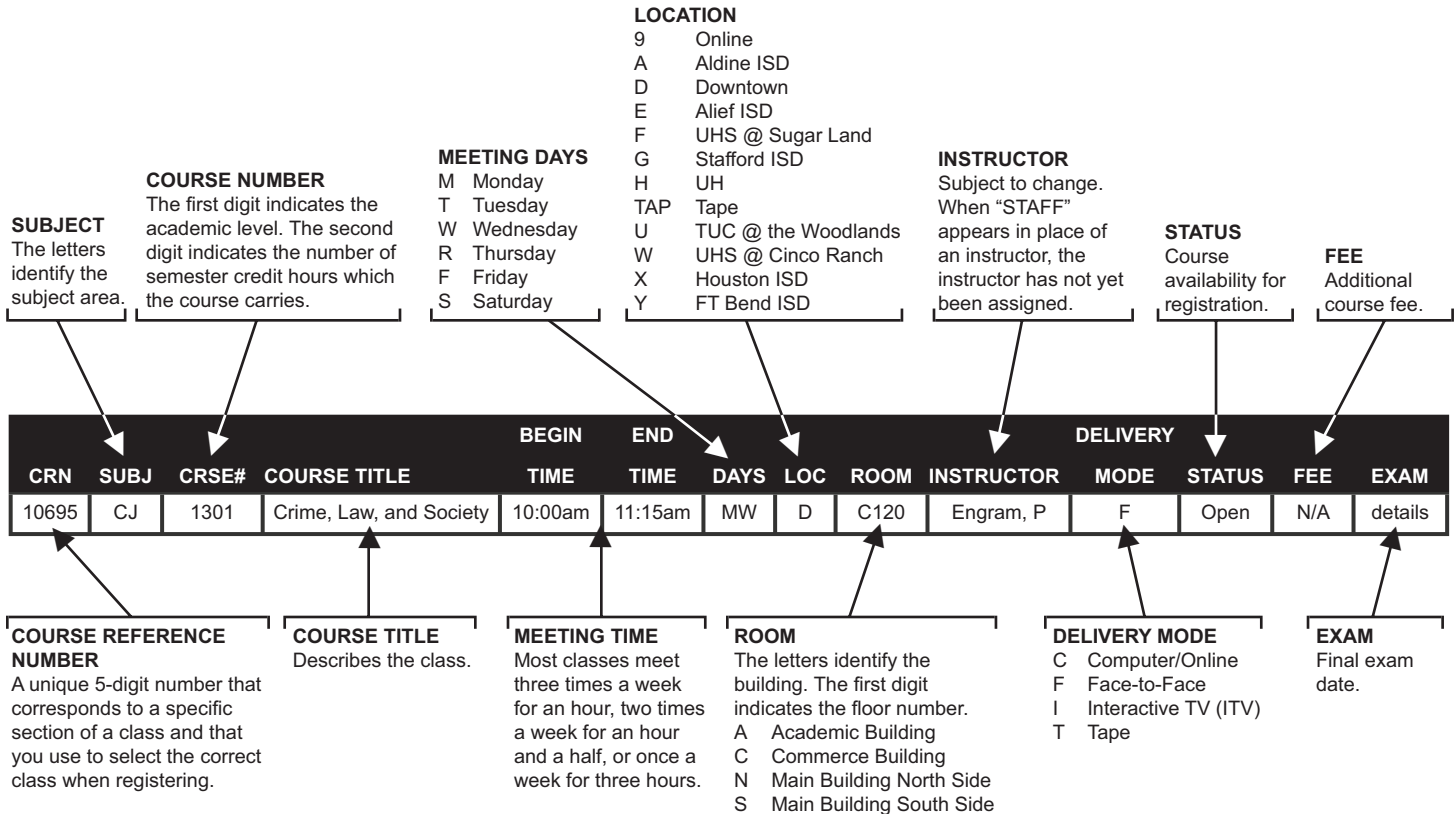 LOCATION
9 Online
A Aldine ISD
D Downtown
E Alief ISD
F UHS @ Sugar Land
G Stafford ISD
H UH
TAP Tape
U TUC @ the Woodlands
W UHS @ Cinco Ranch
X Houston ISD
Y FT Bend ISD
SUBJECT
The letters
identify the
subject area.
COURSE NUMBER
The first digit indicates the
academic level. The second
digit indicates the number of
semester credit hours which
the course carries.
MEETING DAYS
M Monday
T Tuesday
W Wednesday
R Thursday
F Friday
S Saturday
INSTRUCTOR
Subject to change.
When “STAFF”
appears in place of
an instructor, the
instructor has not yet
been assigned.
STATUS
Course
availability for
registration.
FEE
Additional
course fee.
BEGIN END DELIVERY
CRN SUBJ CRSE# COURSE TITLE TIME TIME DAYS LOC ROOM INSTRUCTOR MODE STATUS FEE EXAM
10695 CJ 1301 Crime, Law, and Society 10:00am 11:15am MW D C120 Engram, P F Open N/A details
COURSE REFERENCE
NUMBER
A unique 5-digit number that
corresponds to a specific
section of a class and that
you use to select the correct
class when registering.
COURSE TITLE
Describes the class.
MEETING TIME
Most classes meet
three times a week
for an hour, two times
a week for an hour
and a half, or once a
week for three hours.
ROOM
The letters identify the
building. The first digit
indicates the floor number.
A Academic Building
C Commerce Building
N Main Building North Side
S Main Building South Side
DELIVERY MODE
C Computer/Online
F Face-to-Face
I Interactive TV (ITV)
T Tape
EXAM
Final exam
date.